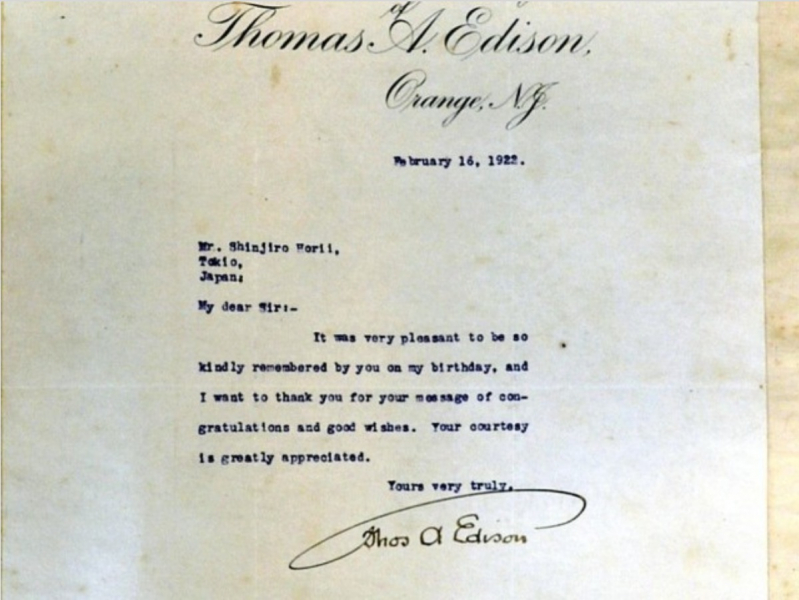 of
Thomas A. Edison,
Orange, N.J.
February 16, 1922.
Mr. Shinjiro Horii,
Tokio,
Japan;
My dear Sir:-
It was very pleasant to be so
kindly remembered by you on my birthday, and
I want to thank you for your message of con-
gratulations and good wishes. Your courtesy
is greatly appreciated.
Yours very truly,
Thos A Edison